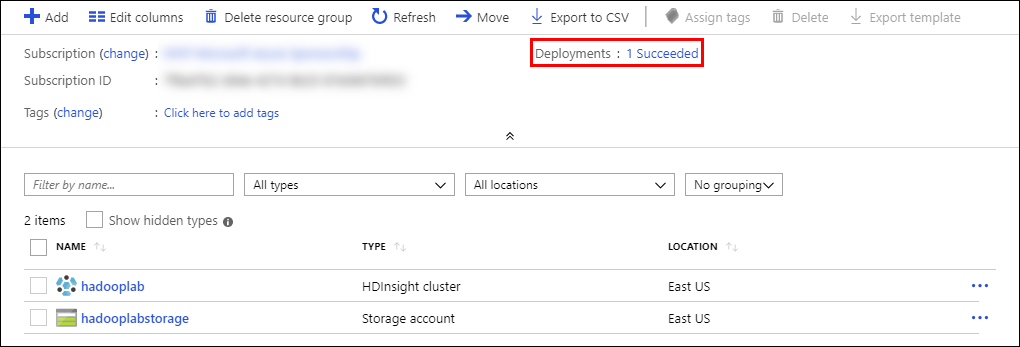 Add Edit columns Delete resource group Refresh Move Export to CSV Assign tags Delete Export template
Subscription (change) : Deployments : 1 Succeeded
Subscription ID :
Tags (change) : Click here to add tags
Filter by name... All types All locations No grouping
2 items Show hidden types
NAME TYPE LOCATION
hadooplab HDInsight cluster East US
hadooplabstorage Storage account East US